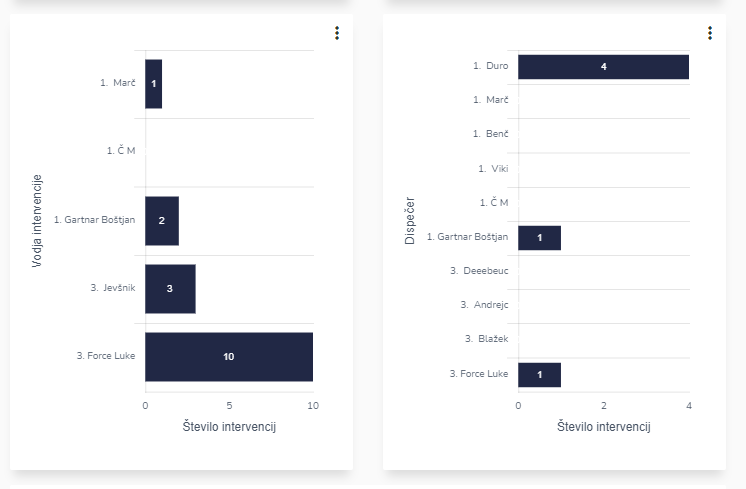 Vodja intervencije
1. Marč
1
1. Č M
1. Gartnar Boštjan
2
3. Jevšnik
3
3. Force Luke
10
0
5
10
Število intervencij
Dispečer
1. Duro
4
1. Marč
1. Benč
1. Viki
1. Č M
1. Gartnar Boštjan
1
3. Deeebeuc
3. Andrejc
3. Blažek
3. Force Luke
1
0
2
4
Število intervencij